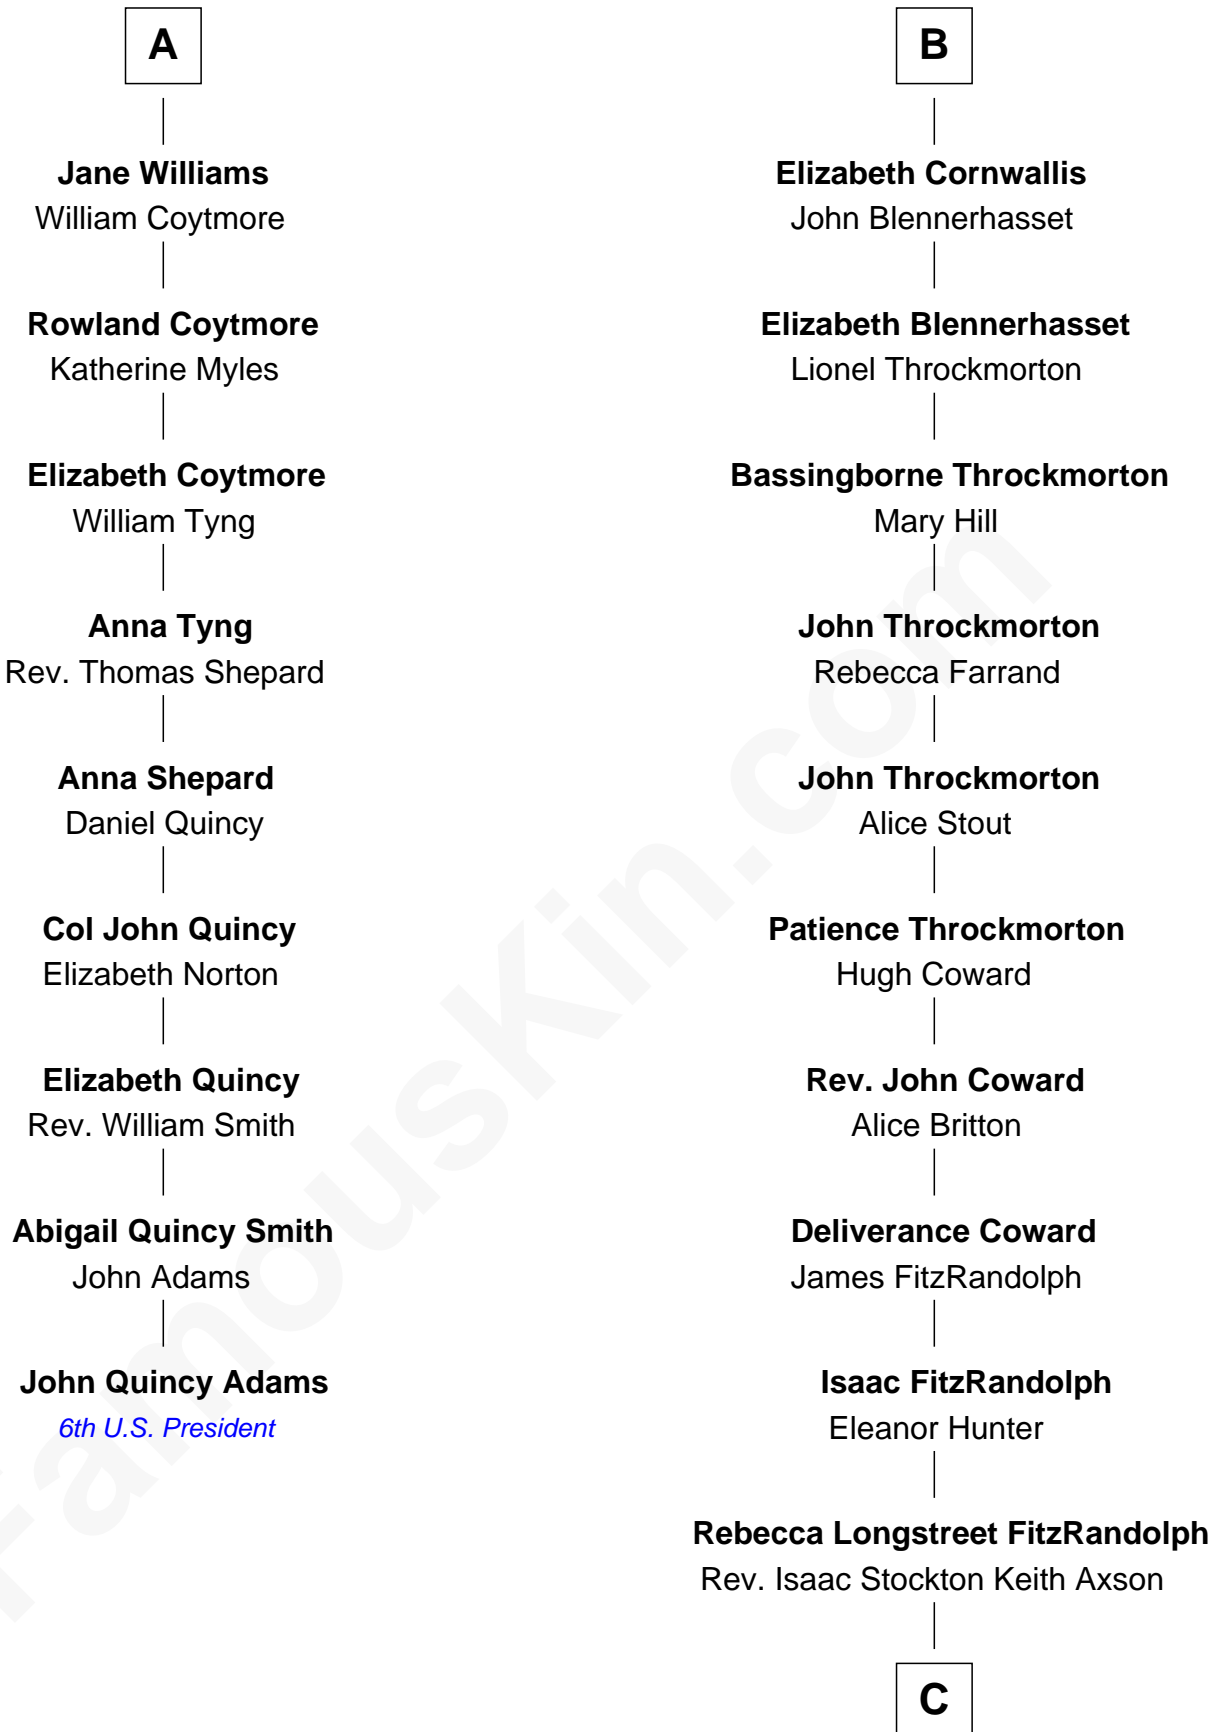 A
Jane Williams
William Coytmore
Rowland Coytmore
Katherine Myles
Elizabeth Coytmore
William Tyng
Anna Tyng
Rev. Thomas Shepard
Anna Shepard
Daniel Quincy
Col John Quincy
Elizabeth Norton
Elizabeth Quincy
Rev. William Smith
Abigail Quincy Smith
John Adams
John Quincy Adams
6th U.S. President
B
Elizabeth Cornwallis
John Blennerhasset
Elizabeth Blennerhasset
Lionel Throckmorton
Bassingborne Throckmorton
Mary Hill
John Throckmorton
Rebecca Farrand
John Throckmorton
Alice Stout
Patience Throckmorton
Hugh Coward
Rev. John Coward
Alice Britton
Deliverance Coward
James FitzRandolph
Isaac FitzRandolph
Eleanor Hunter
Rebecca Longstreet FitzRandolph
Rev. Isaac Stockton Keith Axson
C
FamousKin.com